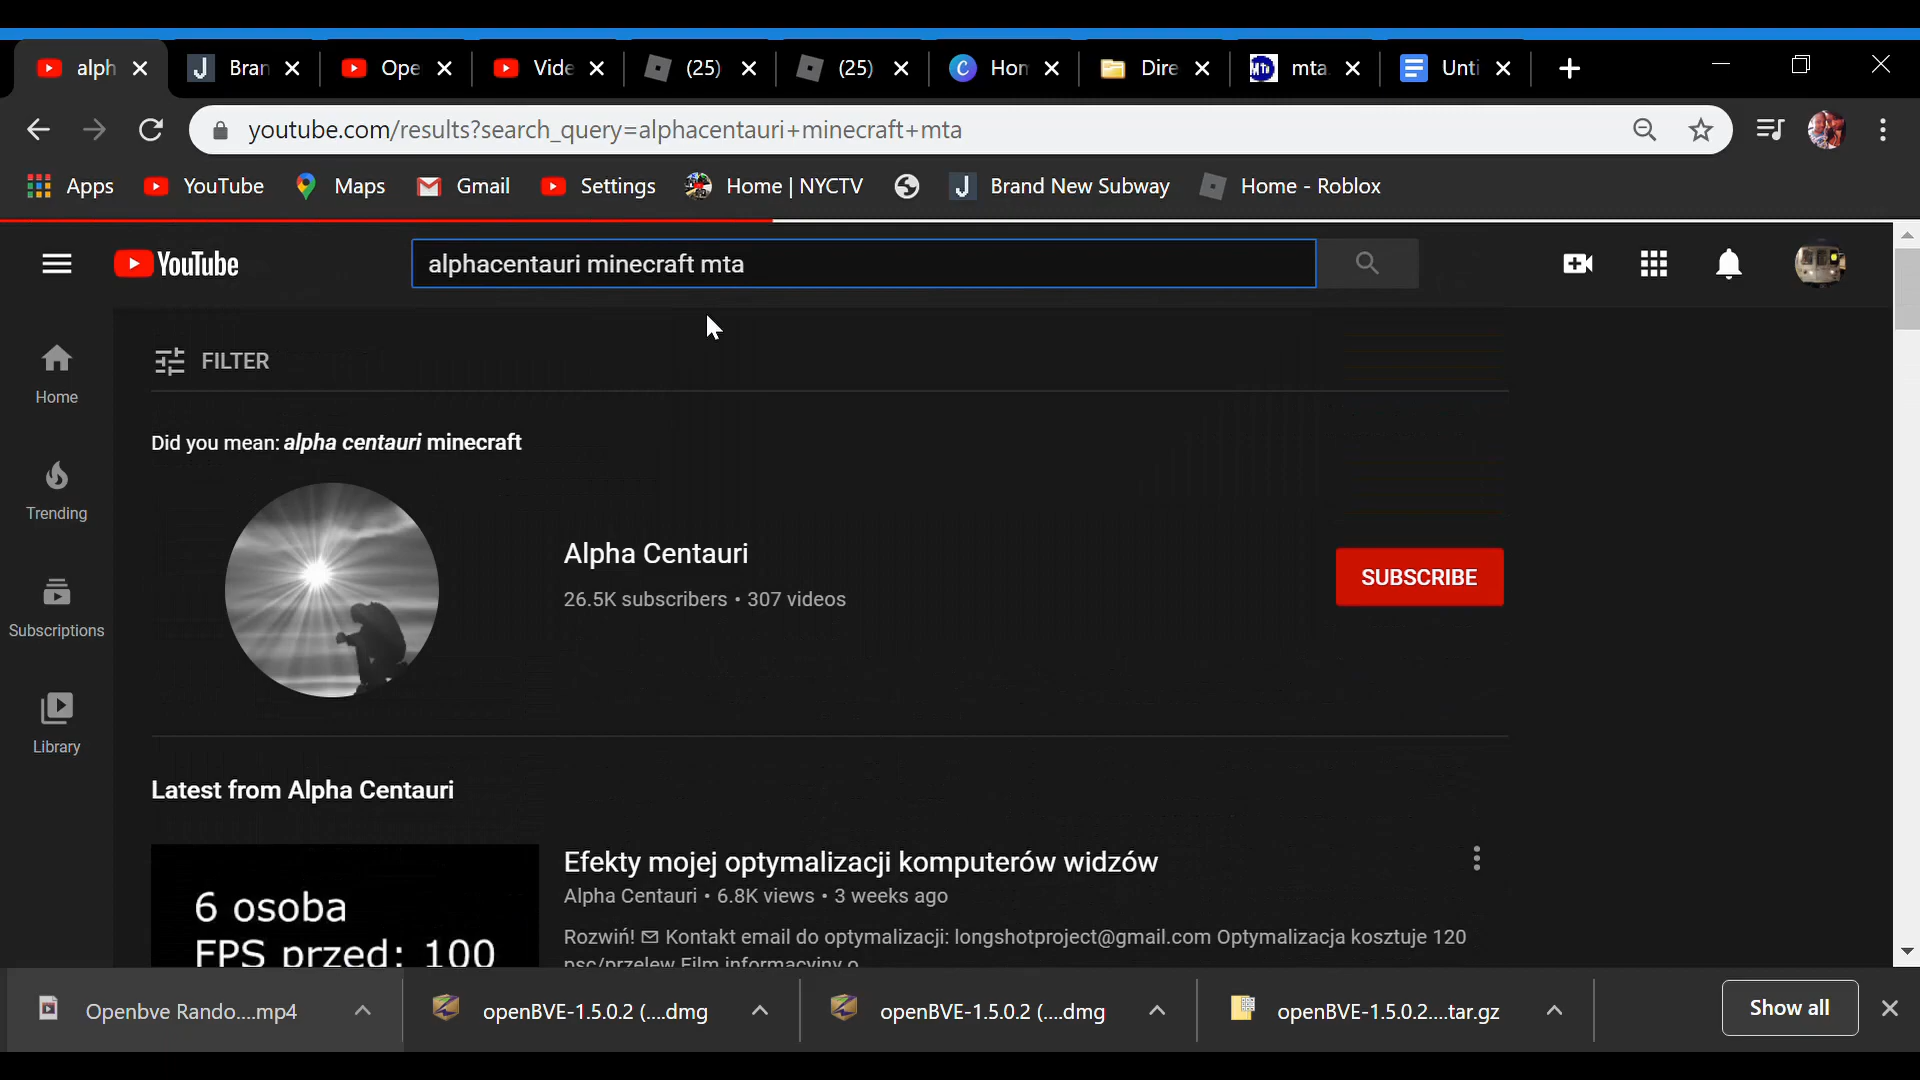 alph Bran Ope Vide (25) (25) Hom Dire mta Unti
youtube.com/results?search_query=alphacentauri+minecraft+mta
Apps YouTube Maps Gmail Settings Home | NYCTV Brand New Subway Home - Roblox
YouTube alphacentauri minecraft mta
FILTER
Home
Did you mean: alpha centauri minecraft
Trending
Alpha Centauri
26.5K subscribers • 307 videos
SUBSCRIBE
Subscriptions
Library
Latest from Alpha Centauri
6 osoba
FPS przed: 100
Efekty mojej optymalizacji komputerów widzów
Alpha Centauri • 6.8K views • 3 weeks ago
Rozwiń! Kontakt email do optymalizacji: longshotproject@gmail.com Optymalizacja kosztuje 120
psc/przelew Film informacyjny o
Openbve Rando....mp4 openBVE-1.5.0.2 (....dmg openBVE-1.5.0.2 (....dmg openBVE-1.5.0.2....tar.gz Show all